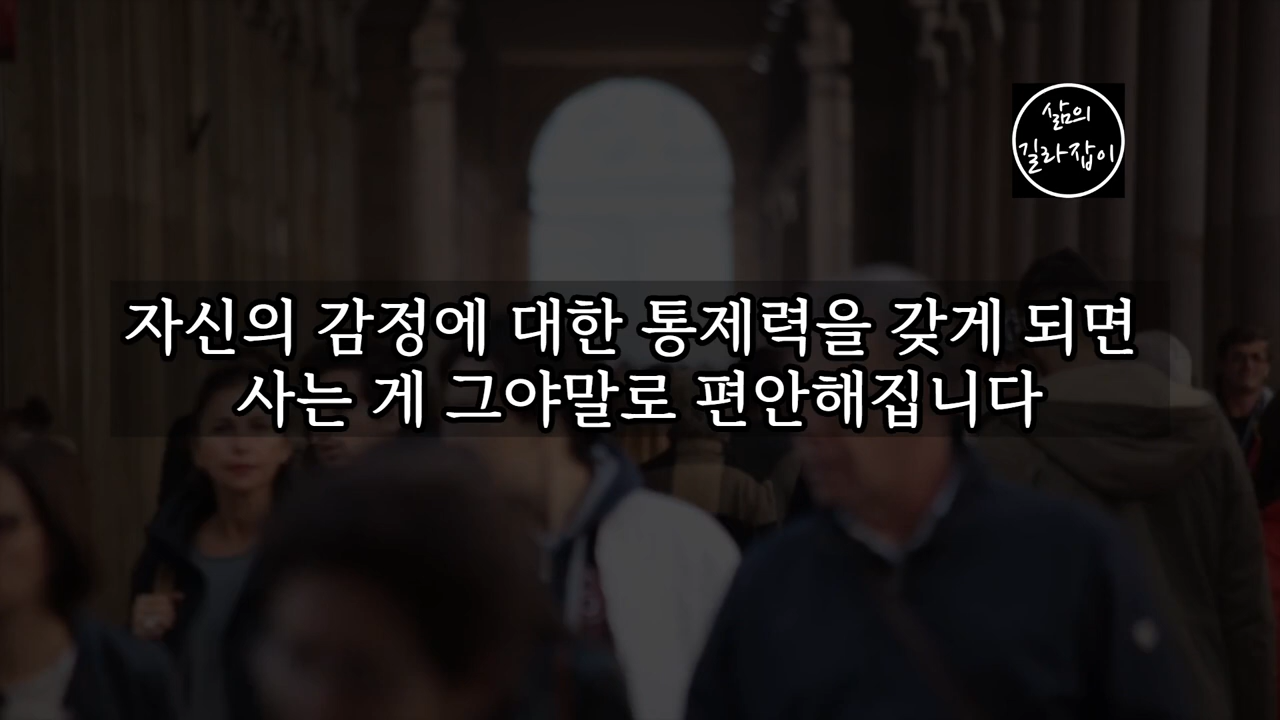 삶의
길라잡이
자신의 감정에 대한 통제력을 갖게 되면
사는 게 그야말로 편안해집니다